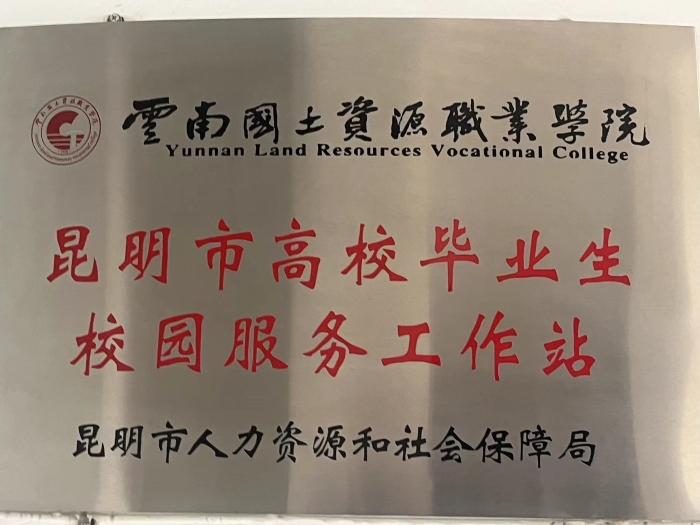 雲南國土資源職業學院
Yunnan Land Resources Vocational College
昆明市高校毕业生
校园服务工作站
昆明市人力资源和社会保障局